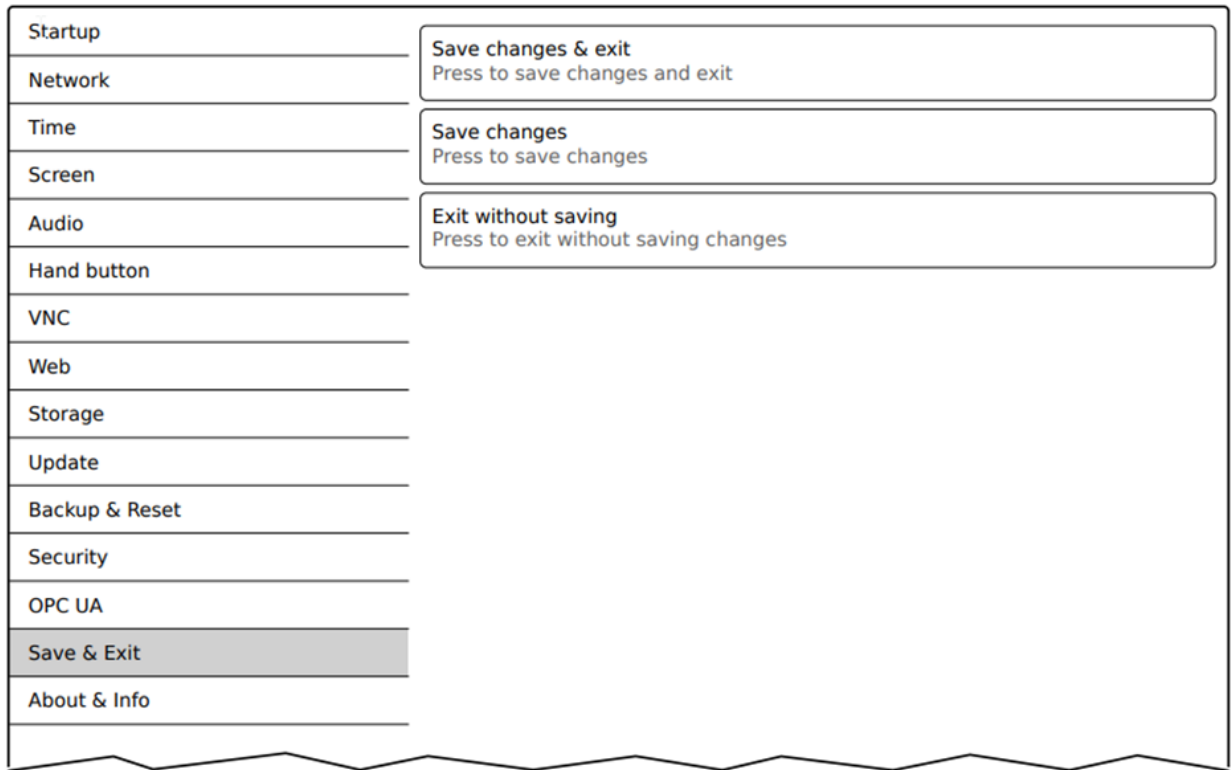 Startup
Network
Time
Screen
Audio
Hand button
VNC
Web
Storage
Update
Backup & Reset
Security
OPC UA
Save & Exit
About & Info
Save changes & exit
Press to save changes and exit
Save changes
Press to save changes
Exit without saving
Press to exit without saving changes